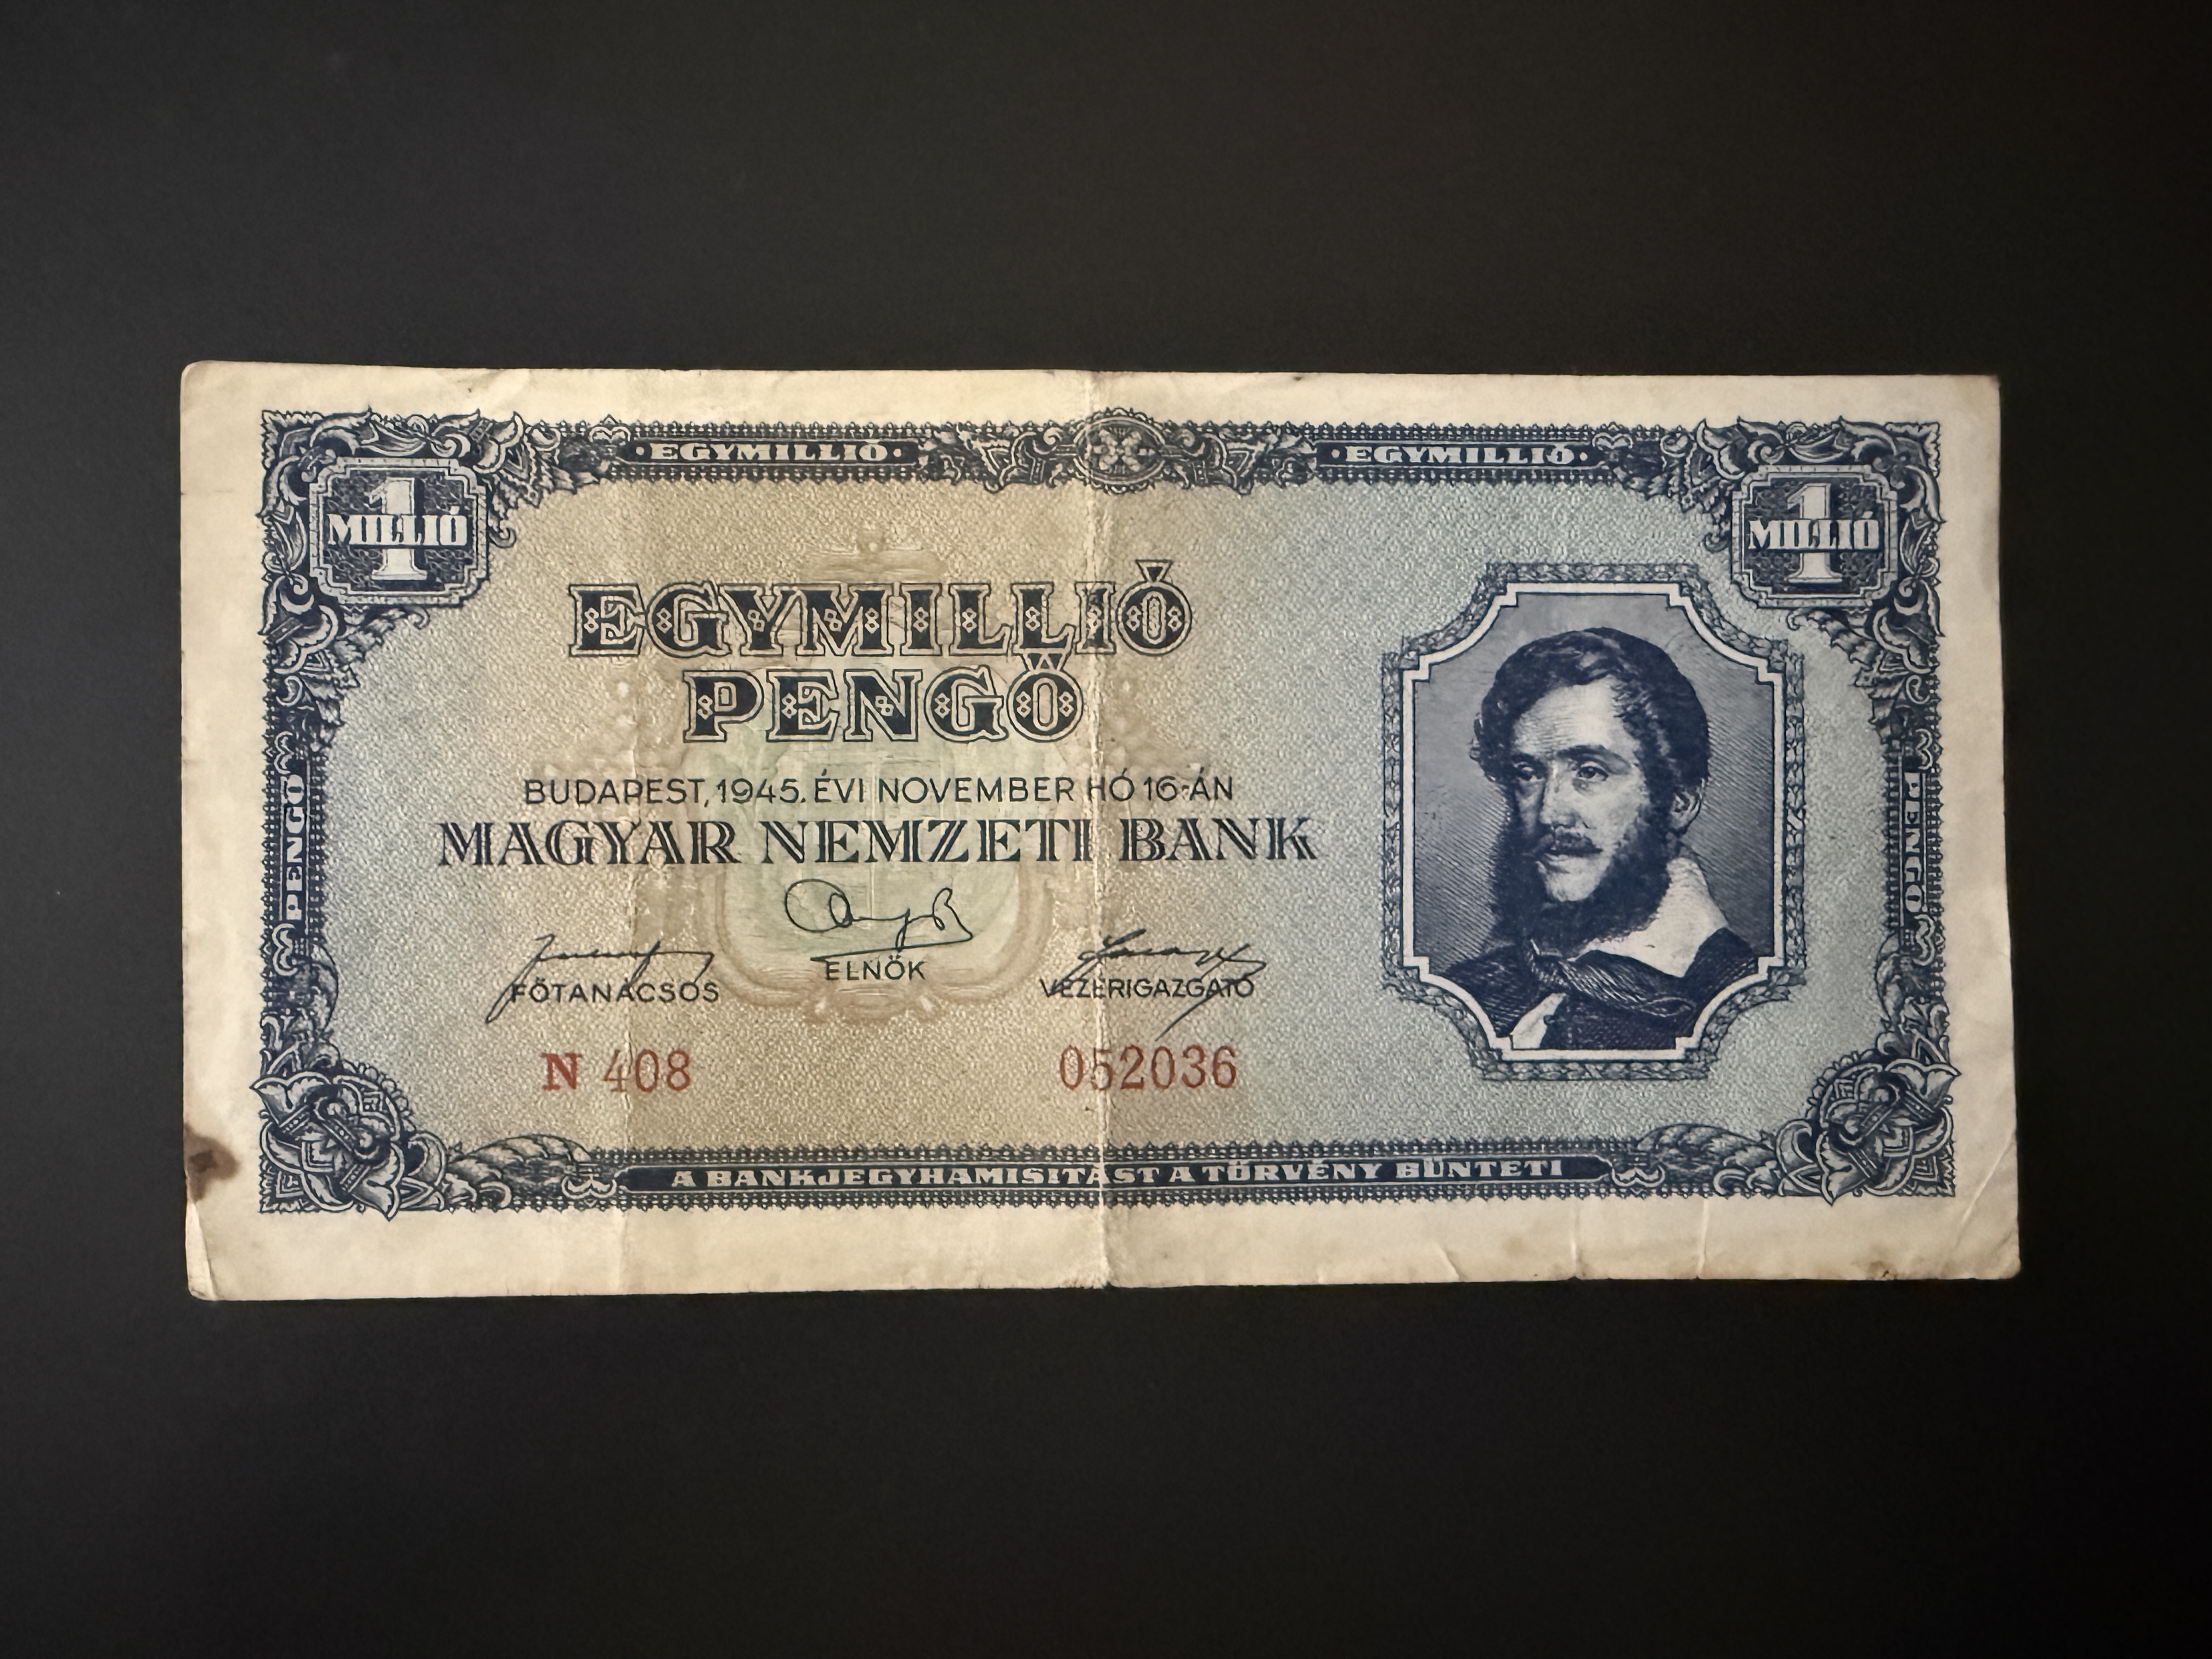 ·EGYMILLIÓ· ·EGYMILLIÓ·
1 MILLIÓ
1 MILLIÓ
EGYMILLIÓ
PENGŐ
BUDAPEST, 1945. ÉVI NOVEMBER HÓ 16-ÁN
MAGYAR NEMZETI BANK
FŐTANÁCSOS ELNÖK VEZÉRIGAZGATÓ
PENGŐ
PENGŐ
N 408 052036
A BANKJEGYHAMISITÁST A TÖRVÉNY BÜNTETI